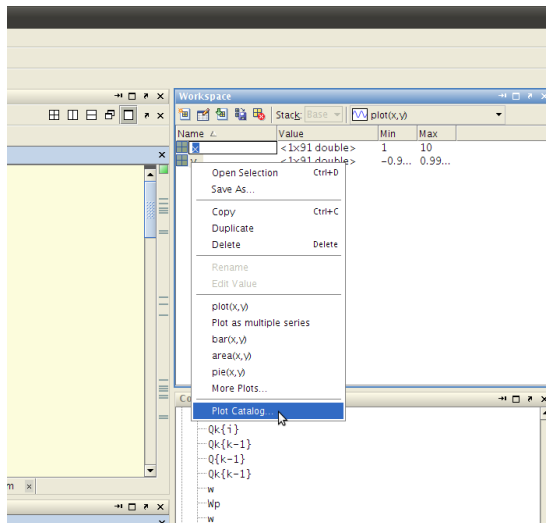 Workspace
Stack: Base plot(x,y)
Name Value Min Max
x <1x91 double> 1 10
y <1x91 double> -0.9... 0.99...
Open Selection Ctrl+D
Save As...
Copy Ctrl+C
Duplicate
Delete Delete
Rename
Edit Value
plot(x,y)
Plot as multiple series
bar(x,y)
area(x,y)
pie(x,y)
More Plots...
Co
Plot Catalog...
Qk{i}
Qk{k-1}
Q{k-1}
Qk{k-1}
m
w
Wp
w